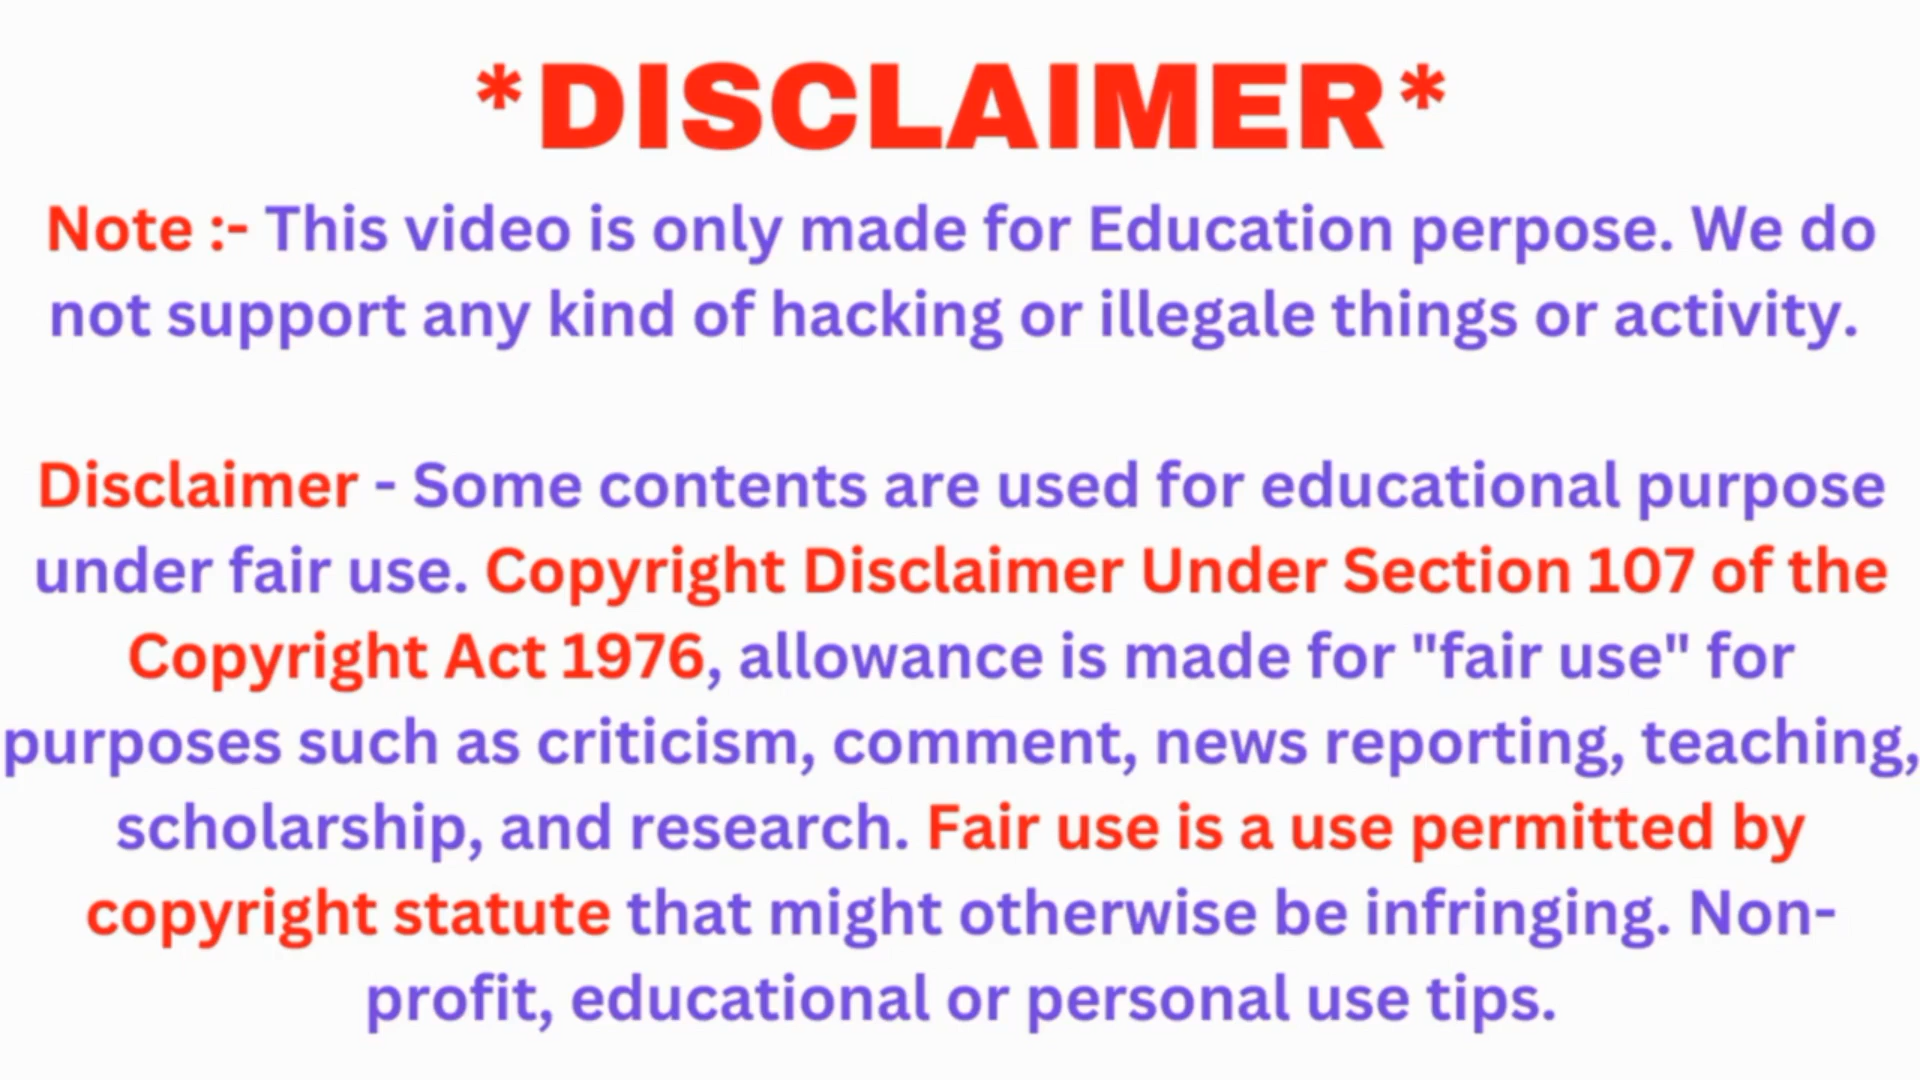 *DISCLAIMER*
Note :- This video is only made for Education perpose. We do
not support any kind of hacking or illegale things or activity.
Disclaimer - Some contents are used for educational purpose
under fair use. Copyright Disclaimer Under Section 107 of the
Copyright Act 1976, allowance is made for "fair use" for
purposes such as criticism, comment, news reporting, teaching,
scholarship, and research. Fair use is a use permitted by
copyright statute that might otherwise be infringing. Non-
profit, educational or personal use tips.